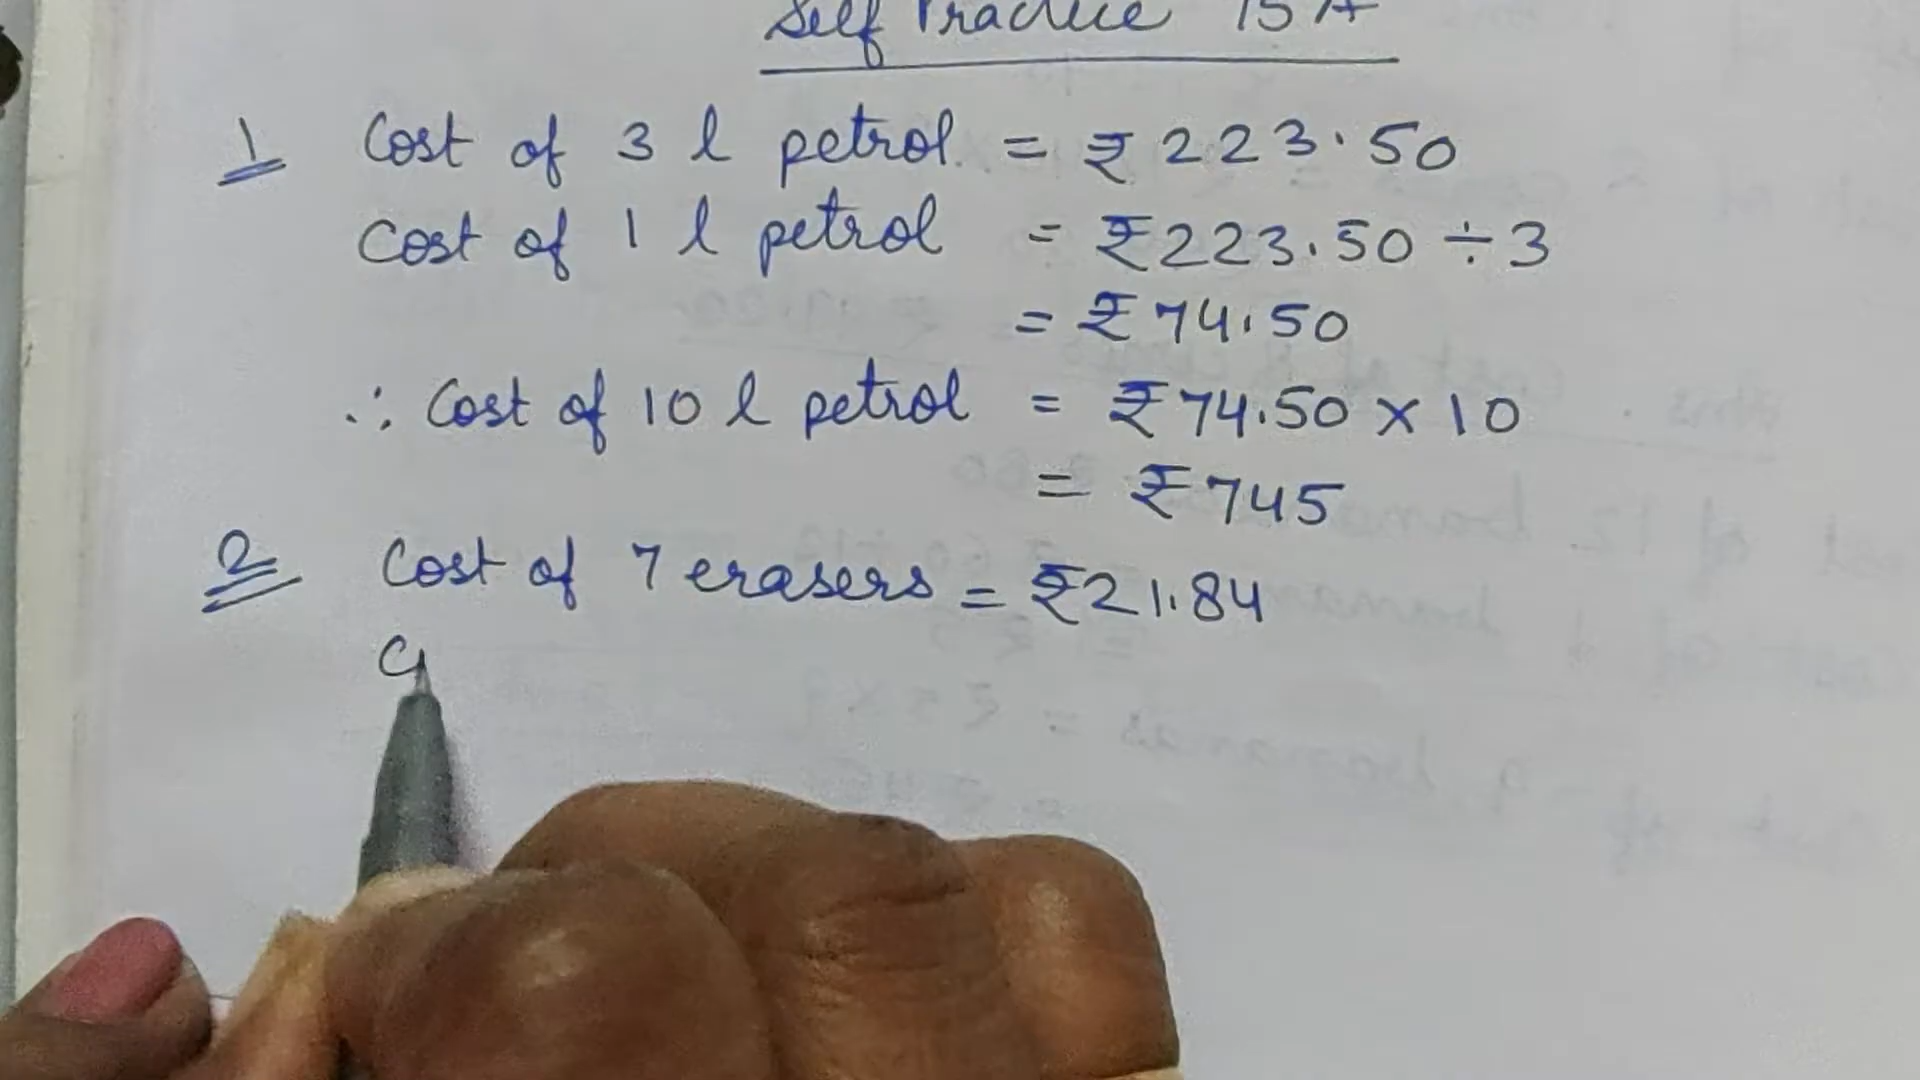 Self Practice 15 A
1 Cost of 3 l petrol = ₹ 223.50
Cost of 1 l petrol = ₹223.50 ÷ 3
= ₹ 74.50
∴ Cost of 10 l petrol = ₹74.50 × 10
= ₹ 745
2 Cost of 7 erasers = ₹21.84
C